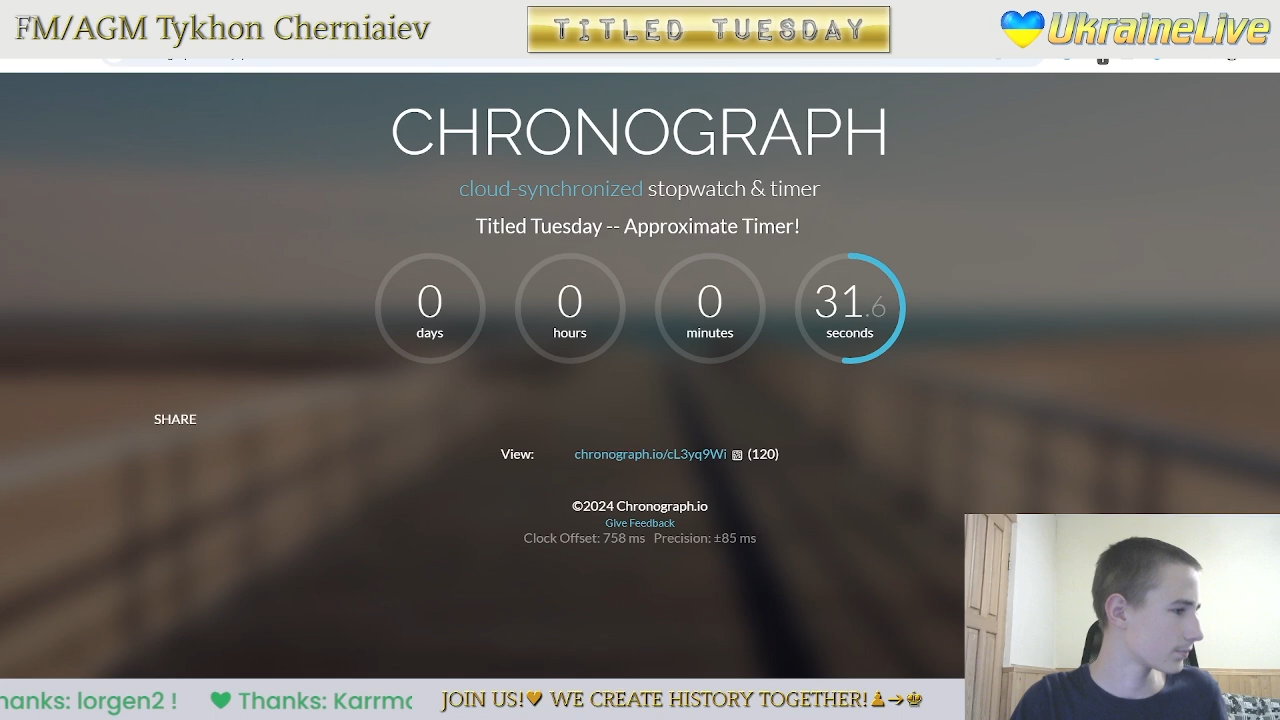 FM/AGM Tykhon Cherniaiev
TITLED TUESDAY
UkraineLive
CHRONOGRAPH
cloud-synchronized stopwatch & timer
Titled Tuesday -- Approximate Timer!
0 0 0 31.6
days hours minutes seconds
SHARE
View: chronograph.io/cL3yq9Wi (120)
©2024 Chronograph.io
Give Feedback
Clock Offset: 758 ms Precision: ±85 ms
hanks: lorgen2 ! Thanks: Karrm
JOIN US! WE CREATE HISTORY TOGETHER!